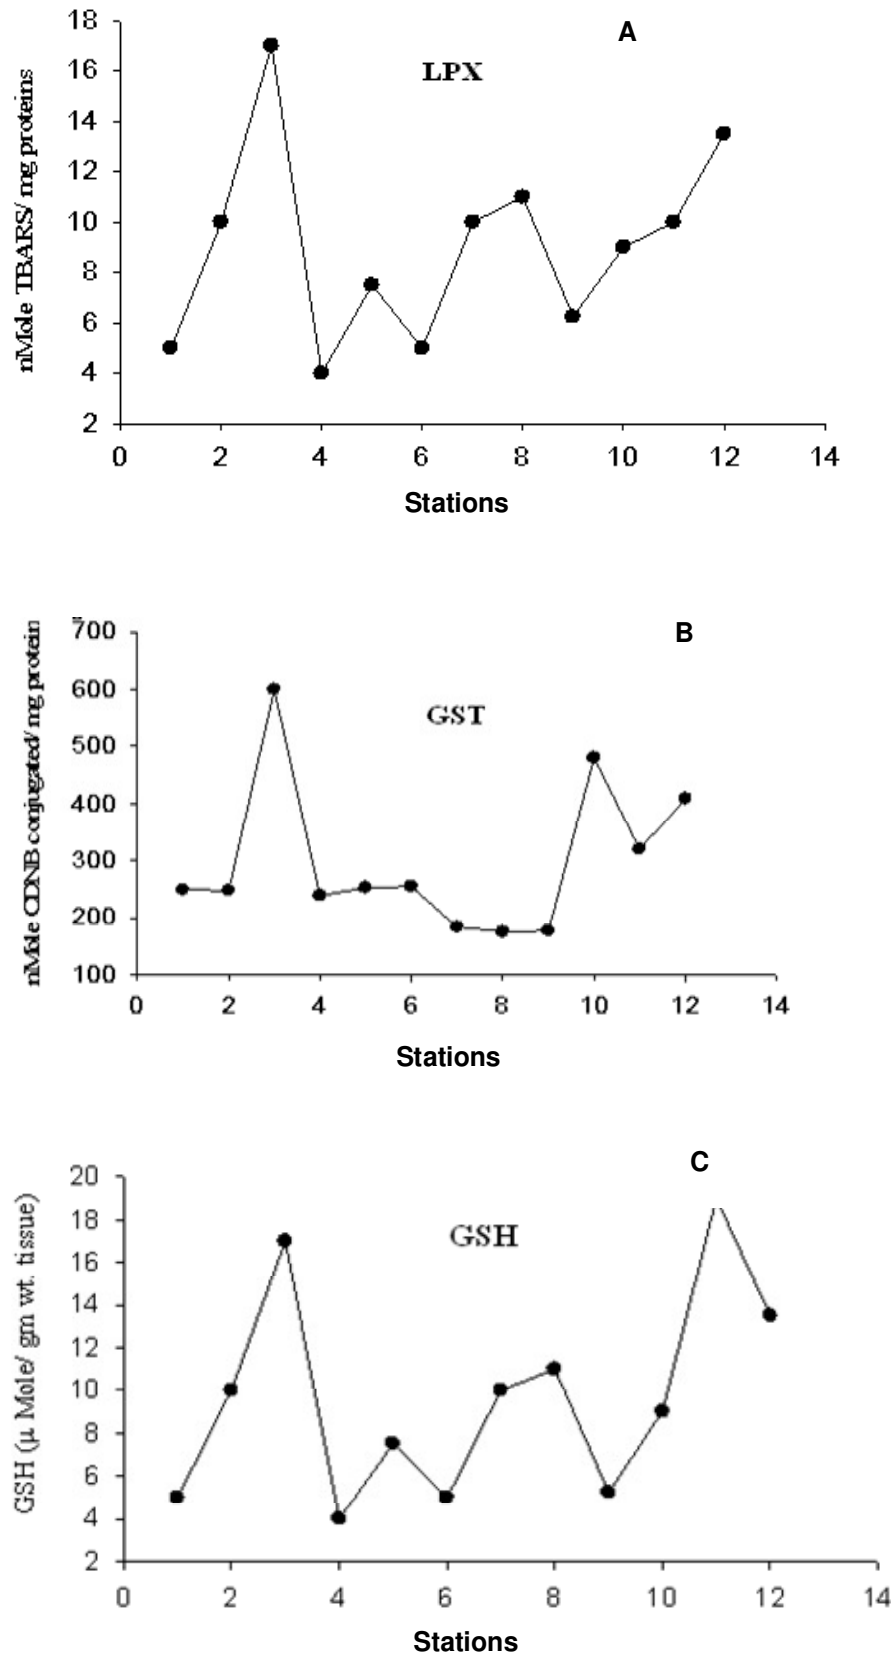 A
LPX
nMole TBARS/ mg proteins
18
16
14
12
10
8
6
4
2
0 2 4 6 8 10 12 14
Stations
B
GST
nMole CDNB conjugated/ mg protein
700
600
500
400
300
200
100
0 2 4 6 8 10 12 14
Stations
C
GSH
GSH (µ Mole/ gm wt. tissue)
20
18
16
14
12
10
8
6
4
2
0 2 4 6 8 10 12 14
Stations